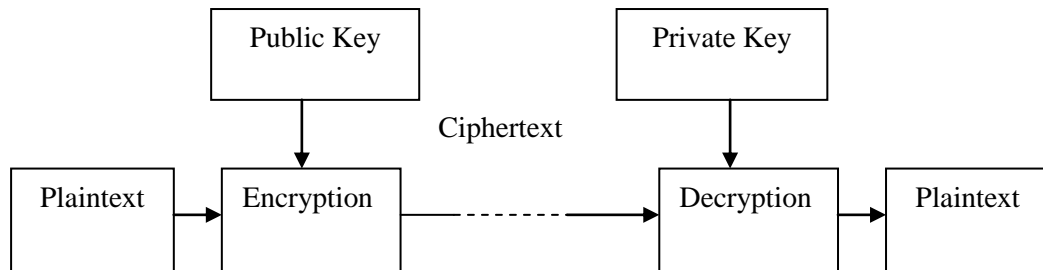 Public Key
Private Key
Ciphertext
Plaintext
Encryption
Decryption
Plaintext